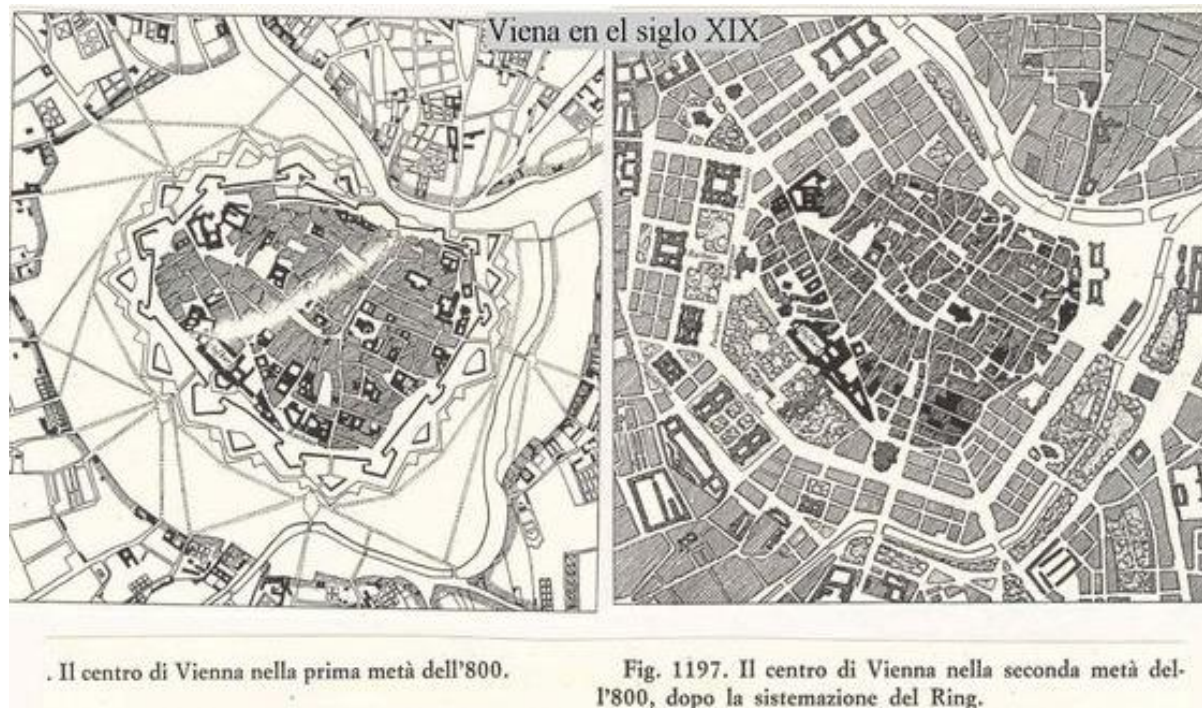 Viena en el siglo XIX
. Il centro di Vienna nella prima metà dell'800.
Fig. 1197. Il centro di Vienna nella seconda metà del-
l'800, dopo la sistemazione del Ring.